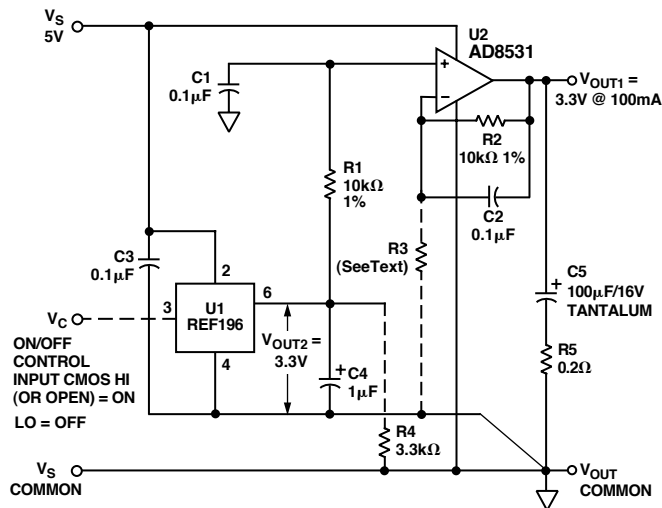 VS
5V
U2
AD8531
C1
0.1μF
+
−
VOUT1 =
3.3V @ 100mA
R2
10kΩ 1%
R1
10kΩ
1%
C2
0.1μF
C3
0.1μF
R3
(SeeText)
2
6
3
U1
REF196
4
VC
VOUT2 =
3.3V
+
C4
1μF
+
C5
100μF/16V
TANTALUM
R5
0.2Ω
ON/OFF
CONTROL
INPUT CMOS HI
(OR OPEN) = ON
LO = OFF
R4
3.3kΩ
VS
COMMON
VOUT
COMMON